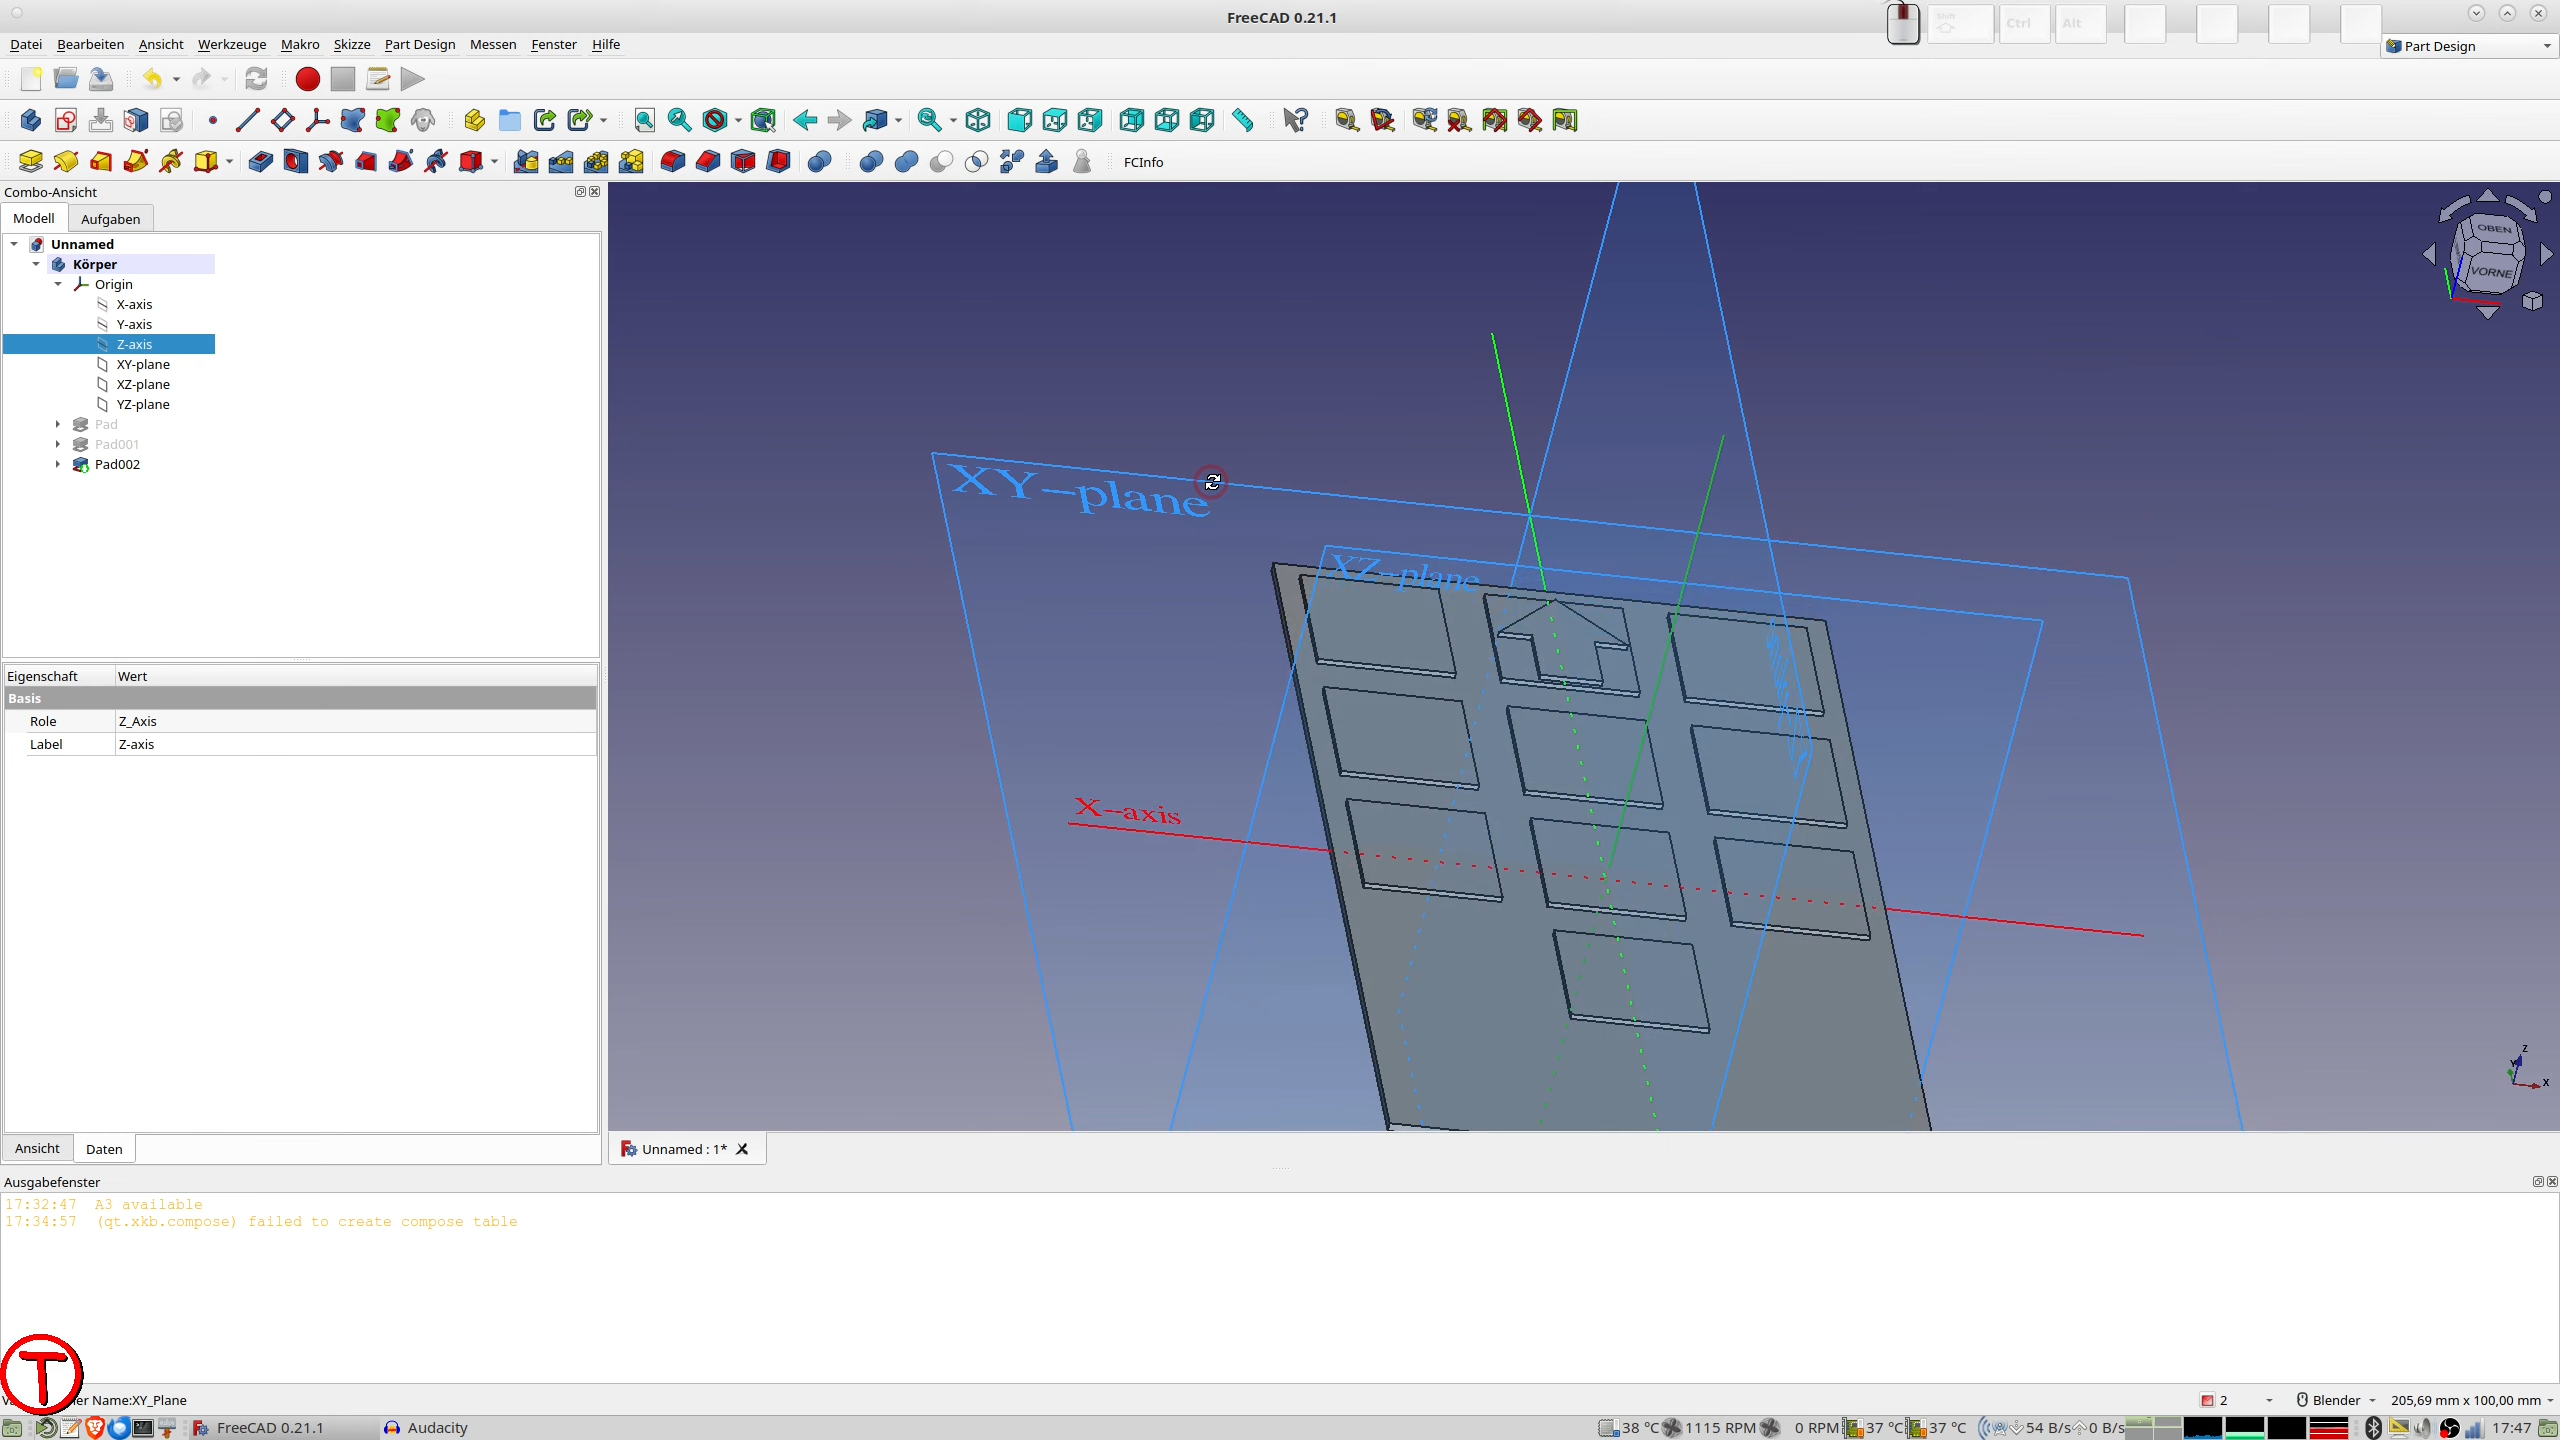 FreeCAD 0.21.1
Shift
Ctrl
Alt
Datei Bearbeiten Ansicht Werkzeuge Makro Skizze Part Design Messen Fenster Hilfe
Part Design
FCInfo
Combo-Ansicht
Modell
Aufgaben
Unnamed
Körper
Origin
X-axis
Y-axis
Z-axis
XY-plane
XZ-plane
YZ-plane
Pad
Pad001
Pad002
Eigenschaft
Wert
Basis
Role
Z_Axis
Label
Z-axis
Ansicht
Daten
OBEN
VORNE
XY-plane
XZ-plane
X-axis
Z
Y
X
Unnamed : 1*
Ausgabefenster
17:32:47 A3 available
17:34:57 (qt.xkb.compose) failed to create compose table
T
er Name:XY_Plane
2
Blender
205,69 mm x 100,00 mm
FreeCAD 0.21.1
Audacity
38 °C
1115 RPM
0 RPM
37 °C
37 °C
54 B/s
0 B/s
17:47